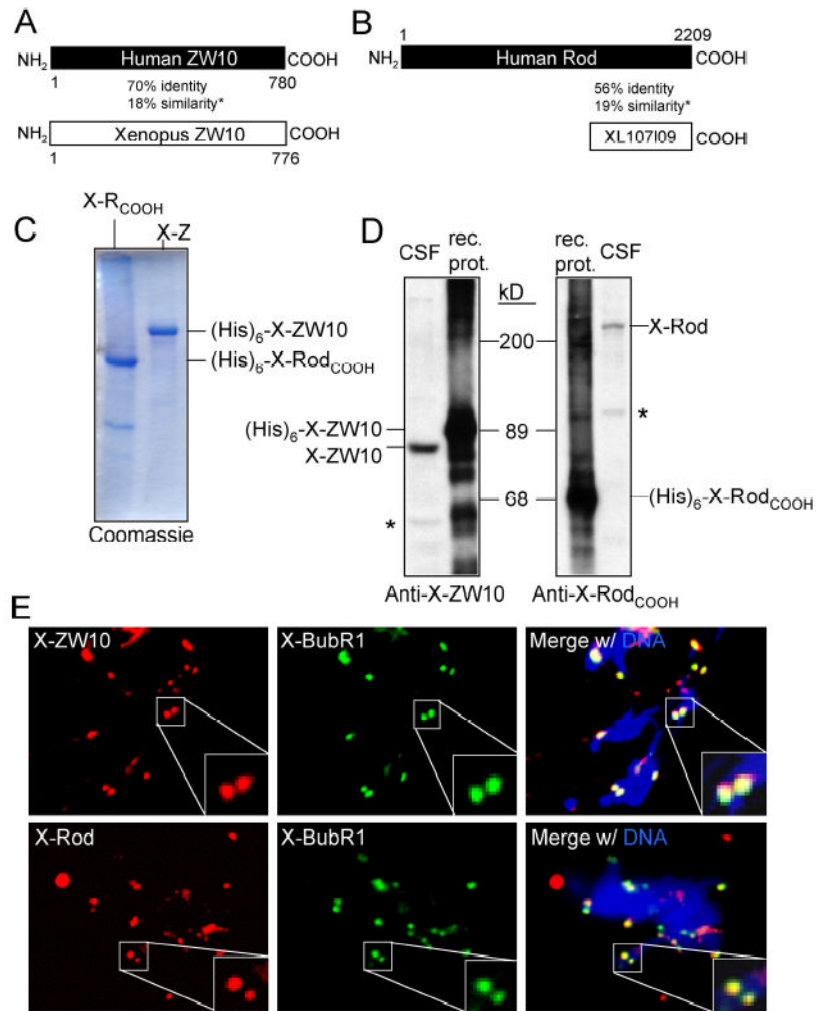 A
NH2 Human ZW10 COOH
1 780
70% identity
18% similarity*
NH2 Xenopus ZW10 COOH
1 776
B
1 2209
NH2 Human Rod COOH
56% identity
19% similarity*
XL107I09 COOH
C
X-RCOOH
X-Z
(His)6-X-ZW10
(His)6-X-RodCOOH
Coomassie
D
CSF rec. prot. kD rec. prot. CSF
X-Rod
200
*
(His)6-X-ZW10
89
X-ZW10
68
(His)6-X-RodCOOH
*
Anti-X-ZW10 Anti-X-RodCOOH
E
X-ZW10 X-BubR1 Merge w/ DNA
X-Rod X-BubR1 Merge w/ DNA